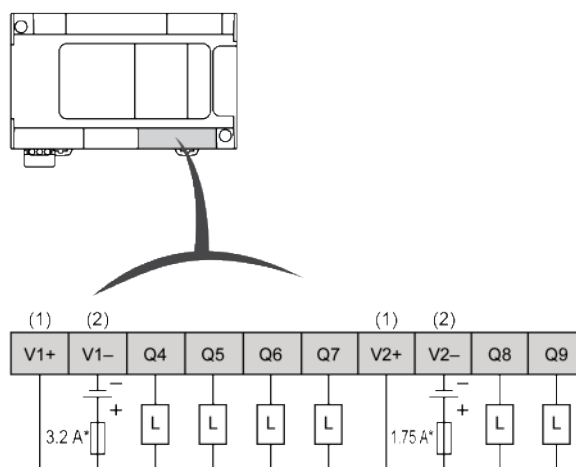 (1) (2) (1) (2)
V1+ V1– Q4 Q5 Q6 Q7 V2+ V2– Q8 Q9
– –
+ L L L L + L L
3.2 A* 1.75 A*